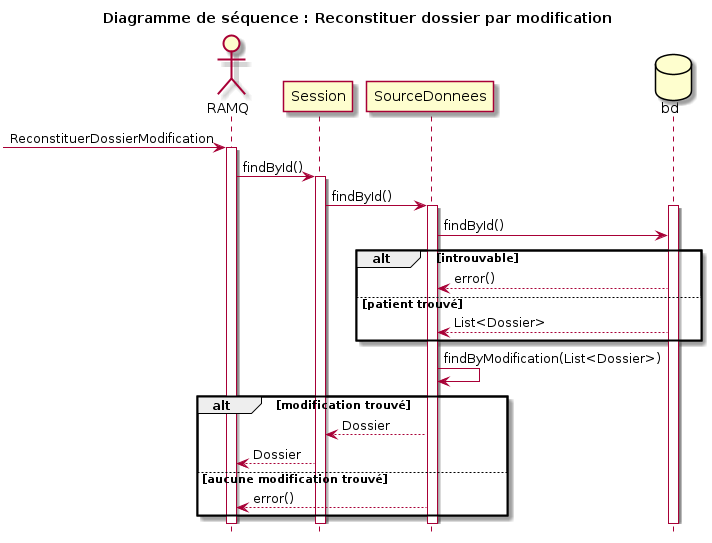 Diagramme de séquence : Reconstituer dossier par modification
RAMQ
Session
SourceDonnees
bd
ReconstituerDossierModification
findById()
findById()
findById()
alt [introuvable]
error()
[patient trouvé]
List<Dossier>
findByModification(List<Dossier>)
alt [modification trouvé]
Dossier
Dossier
[aucune modification trouvé]
error()